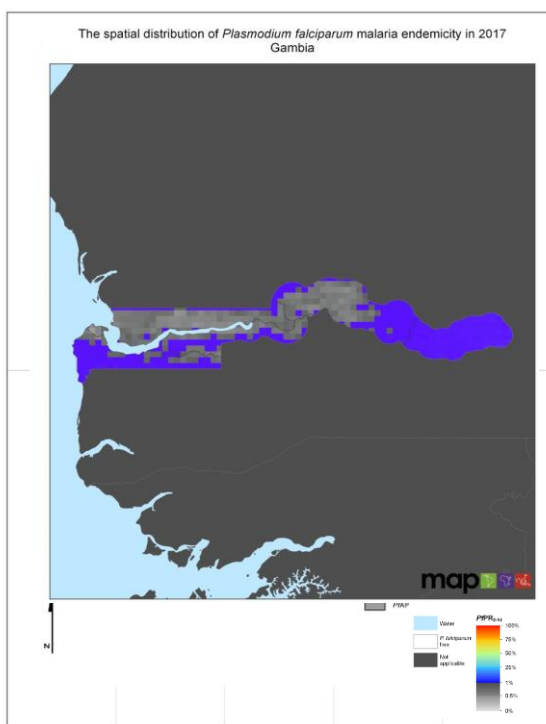 The spatial distribution of Plasmodium falciparum malaria endemicity in 2017
Gambia
map
N
Water
P. falciparum
free
Not
applicable
100%
75%
50%
25%
1%
0.5%
0%